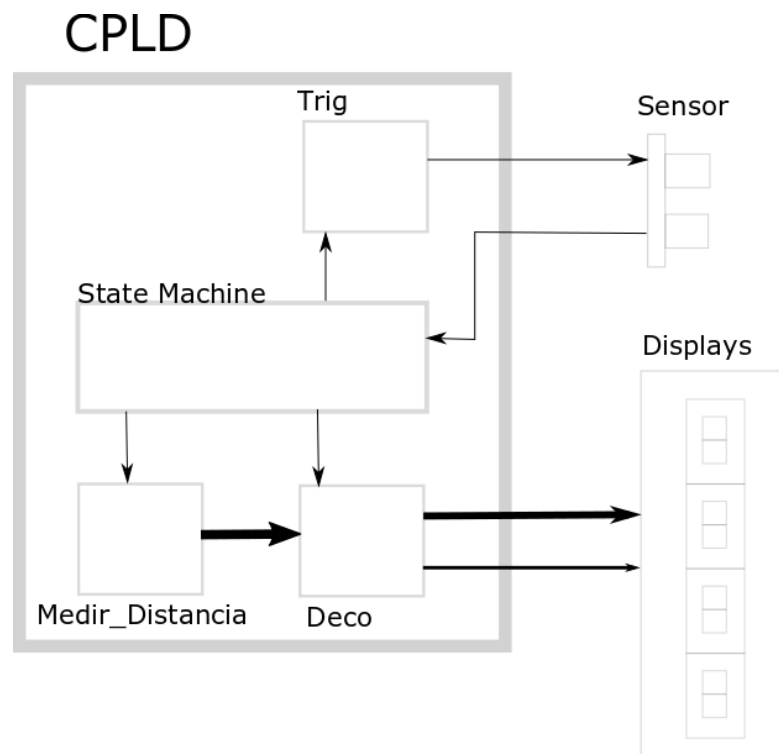 CPLD
Trig
Sensor
State Machine
Displays
Medir_Distancia
Deco